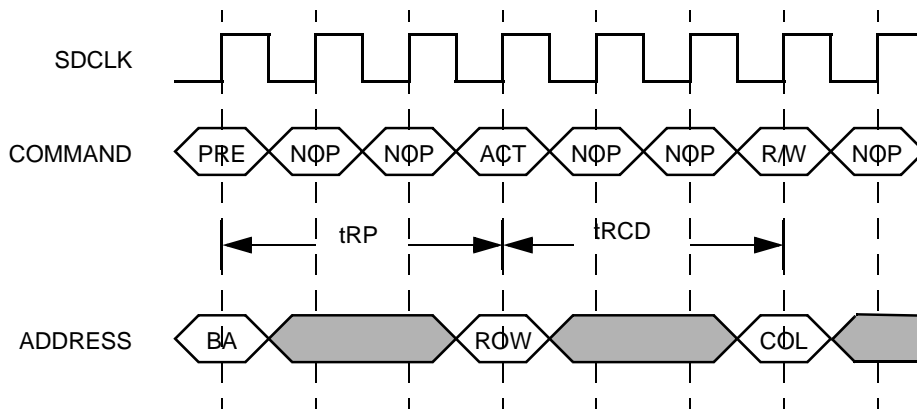 SDCLK
COMMAND PRE NOP NOP ACT NOP NOP R/W NOP
tRP tRCD
ADDRESS BA ROW COL